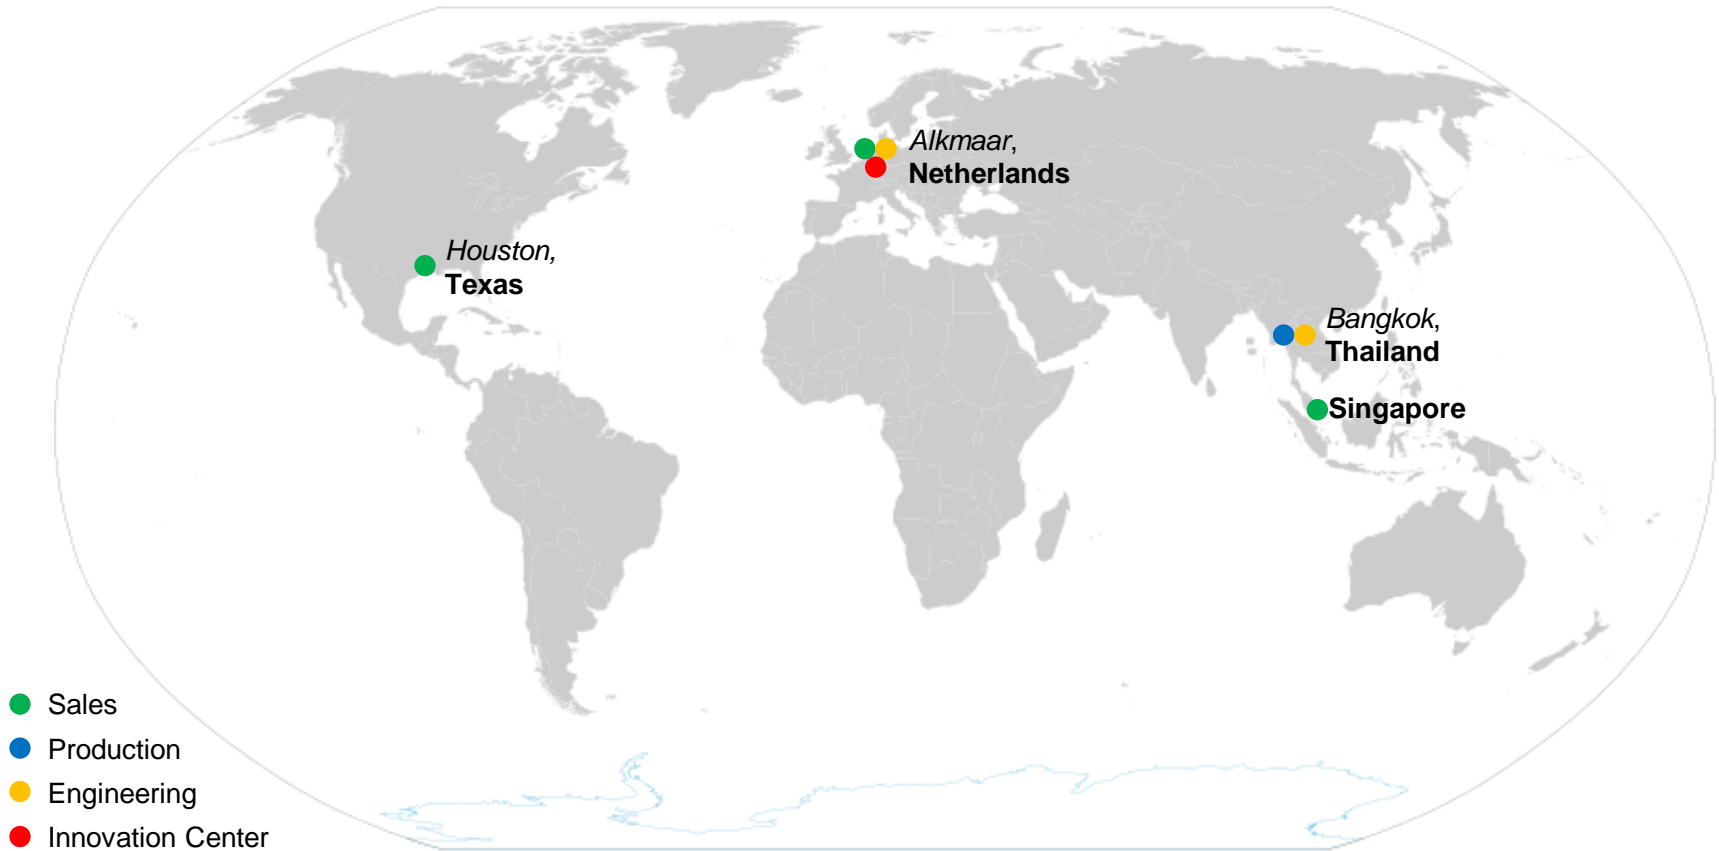 Alkmaar,
Netherlands
Houston,
Texas
Bangkok,
Thailand
Singapore
Sales
Production
Engineering
Innovation Center